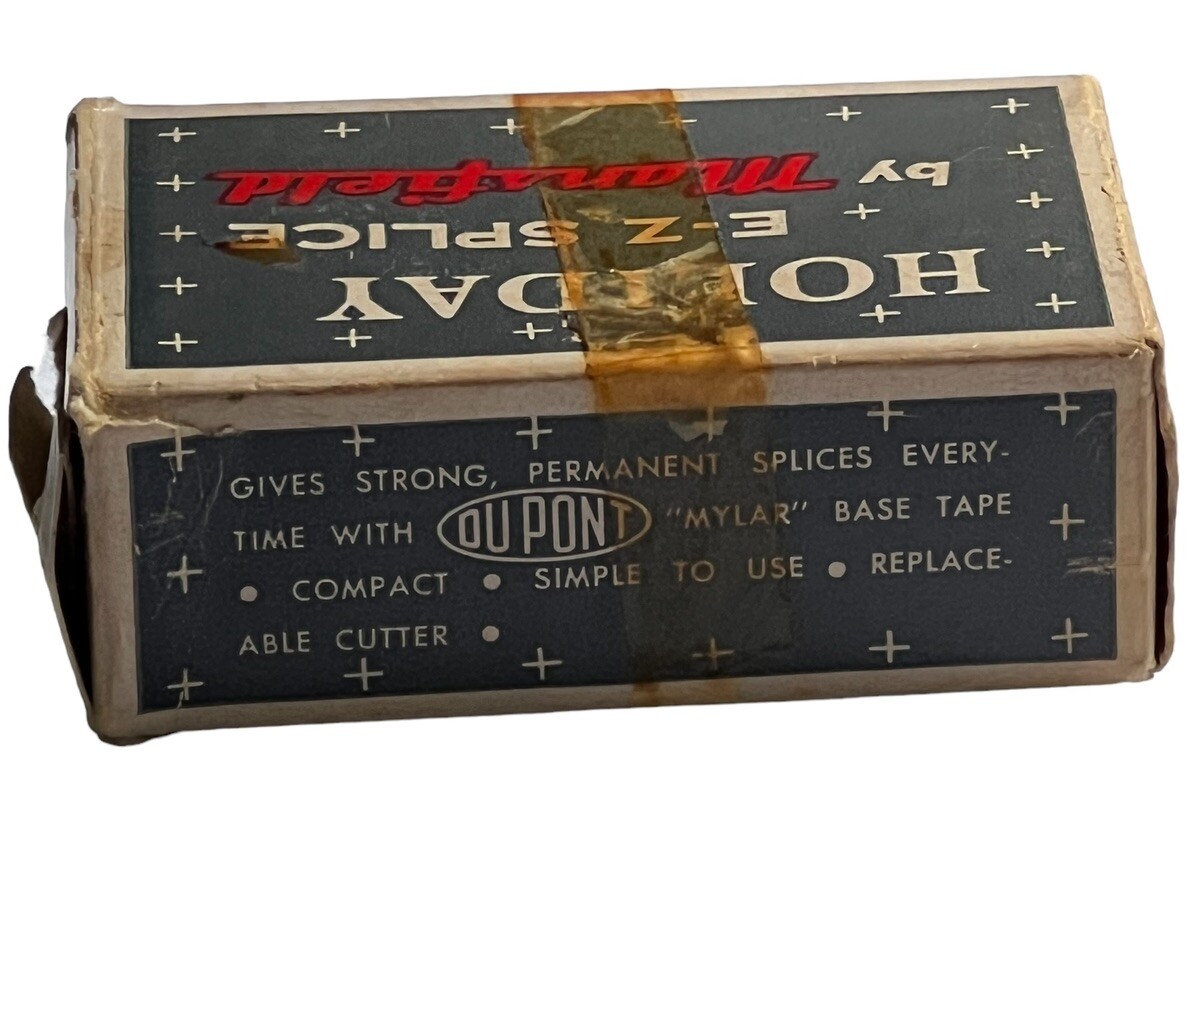 HOLIDAY
E-Z SPLICE
by Mansfield
GIVES STRONG, PERMANENT SPLICES EVERY-
TIME WITH DU PONT "MYLAR" BASE TAPE
• COMPACT • SIMPLE TO USE • REPLACE-
ABLE CUTTER •